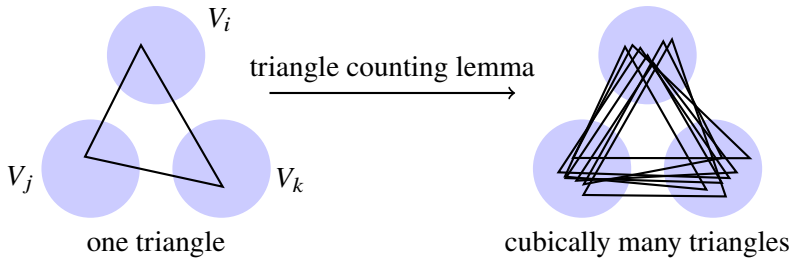 V_i
triangle counting lemma
V_j
V_k
one triangle
cubically many triangles